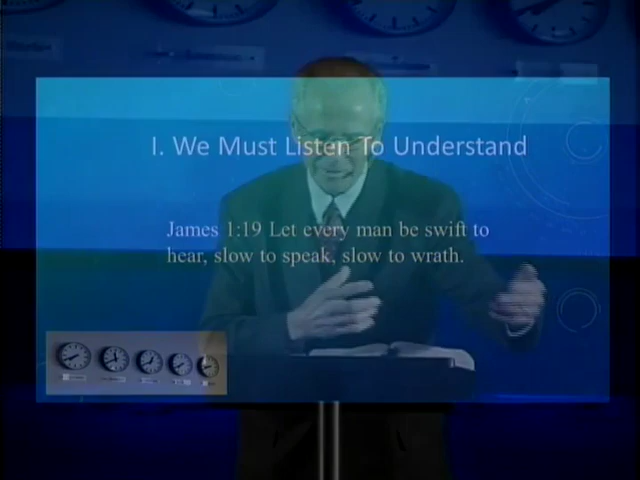 I. We Must Listen To Understand
James 1:19 Let every man be swift to
hear, slow to speak, slow to wrath.